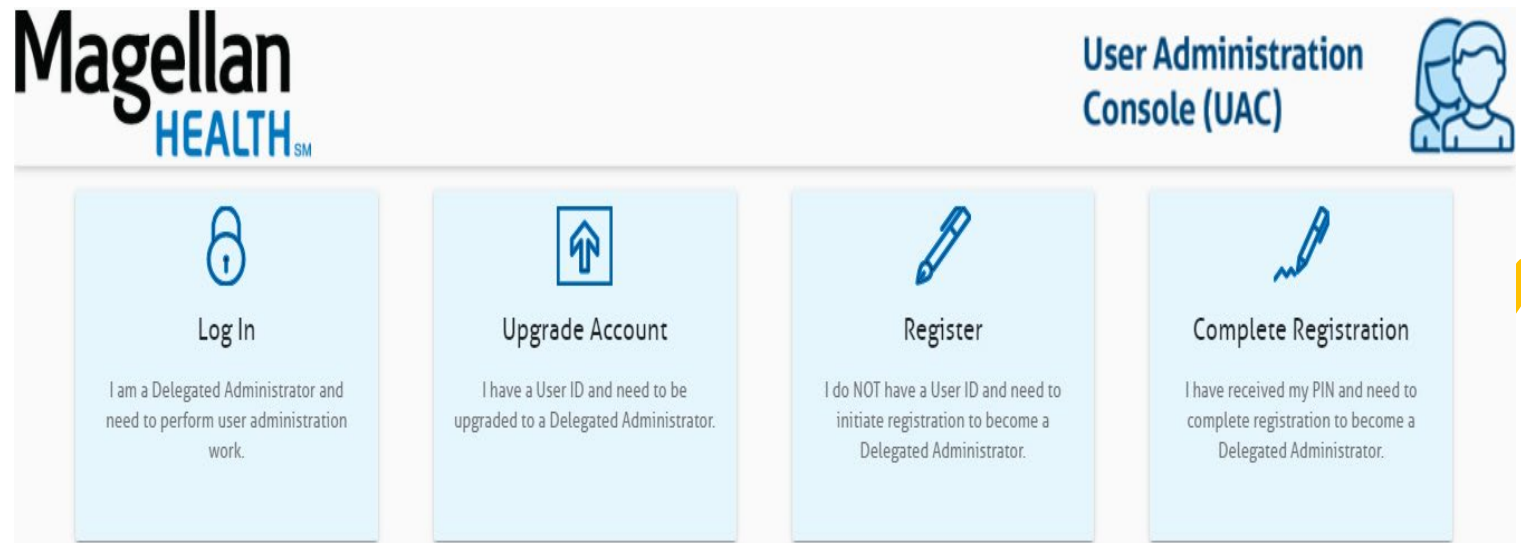 Magellan
HEALTH SM
User Administration
Console (UAC)
Log In
I am a Delegated Administrator and
need to perform user administration
work.
Upgrade Account
I have a User ID and need to be
upgraded to a Delegated Administrator.
Register
I do NOT have a User ID and need to
initiate registration to become a
Delegated Administrator.
Complete Registration
I have received my PIN and need to
complete registration to become a
Delegated Administrator.